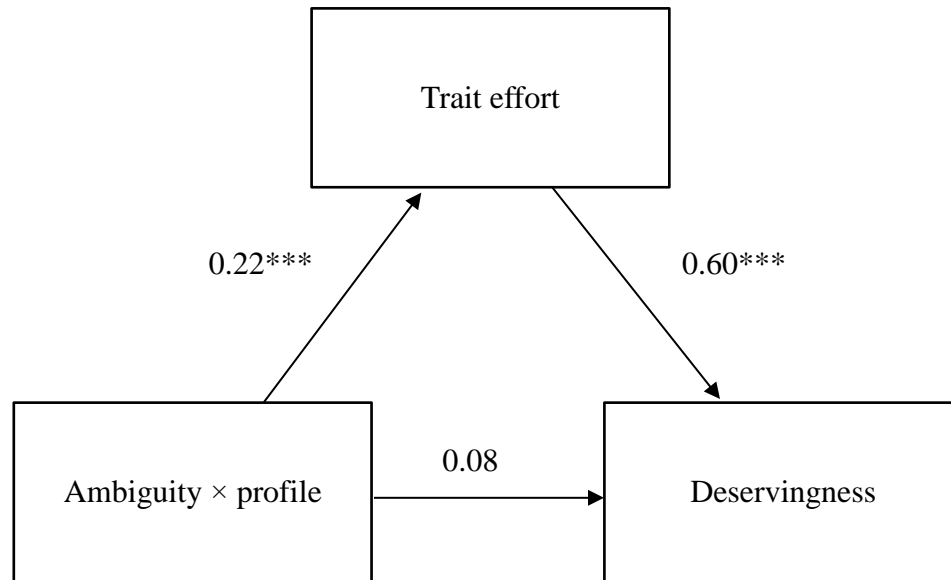 Trait effort
0.22***
0.60***
0.08
Ambiguity × profile
Deservingness